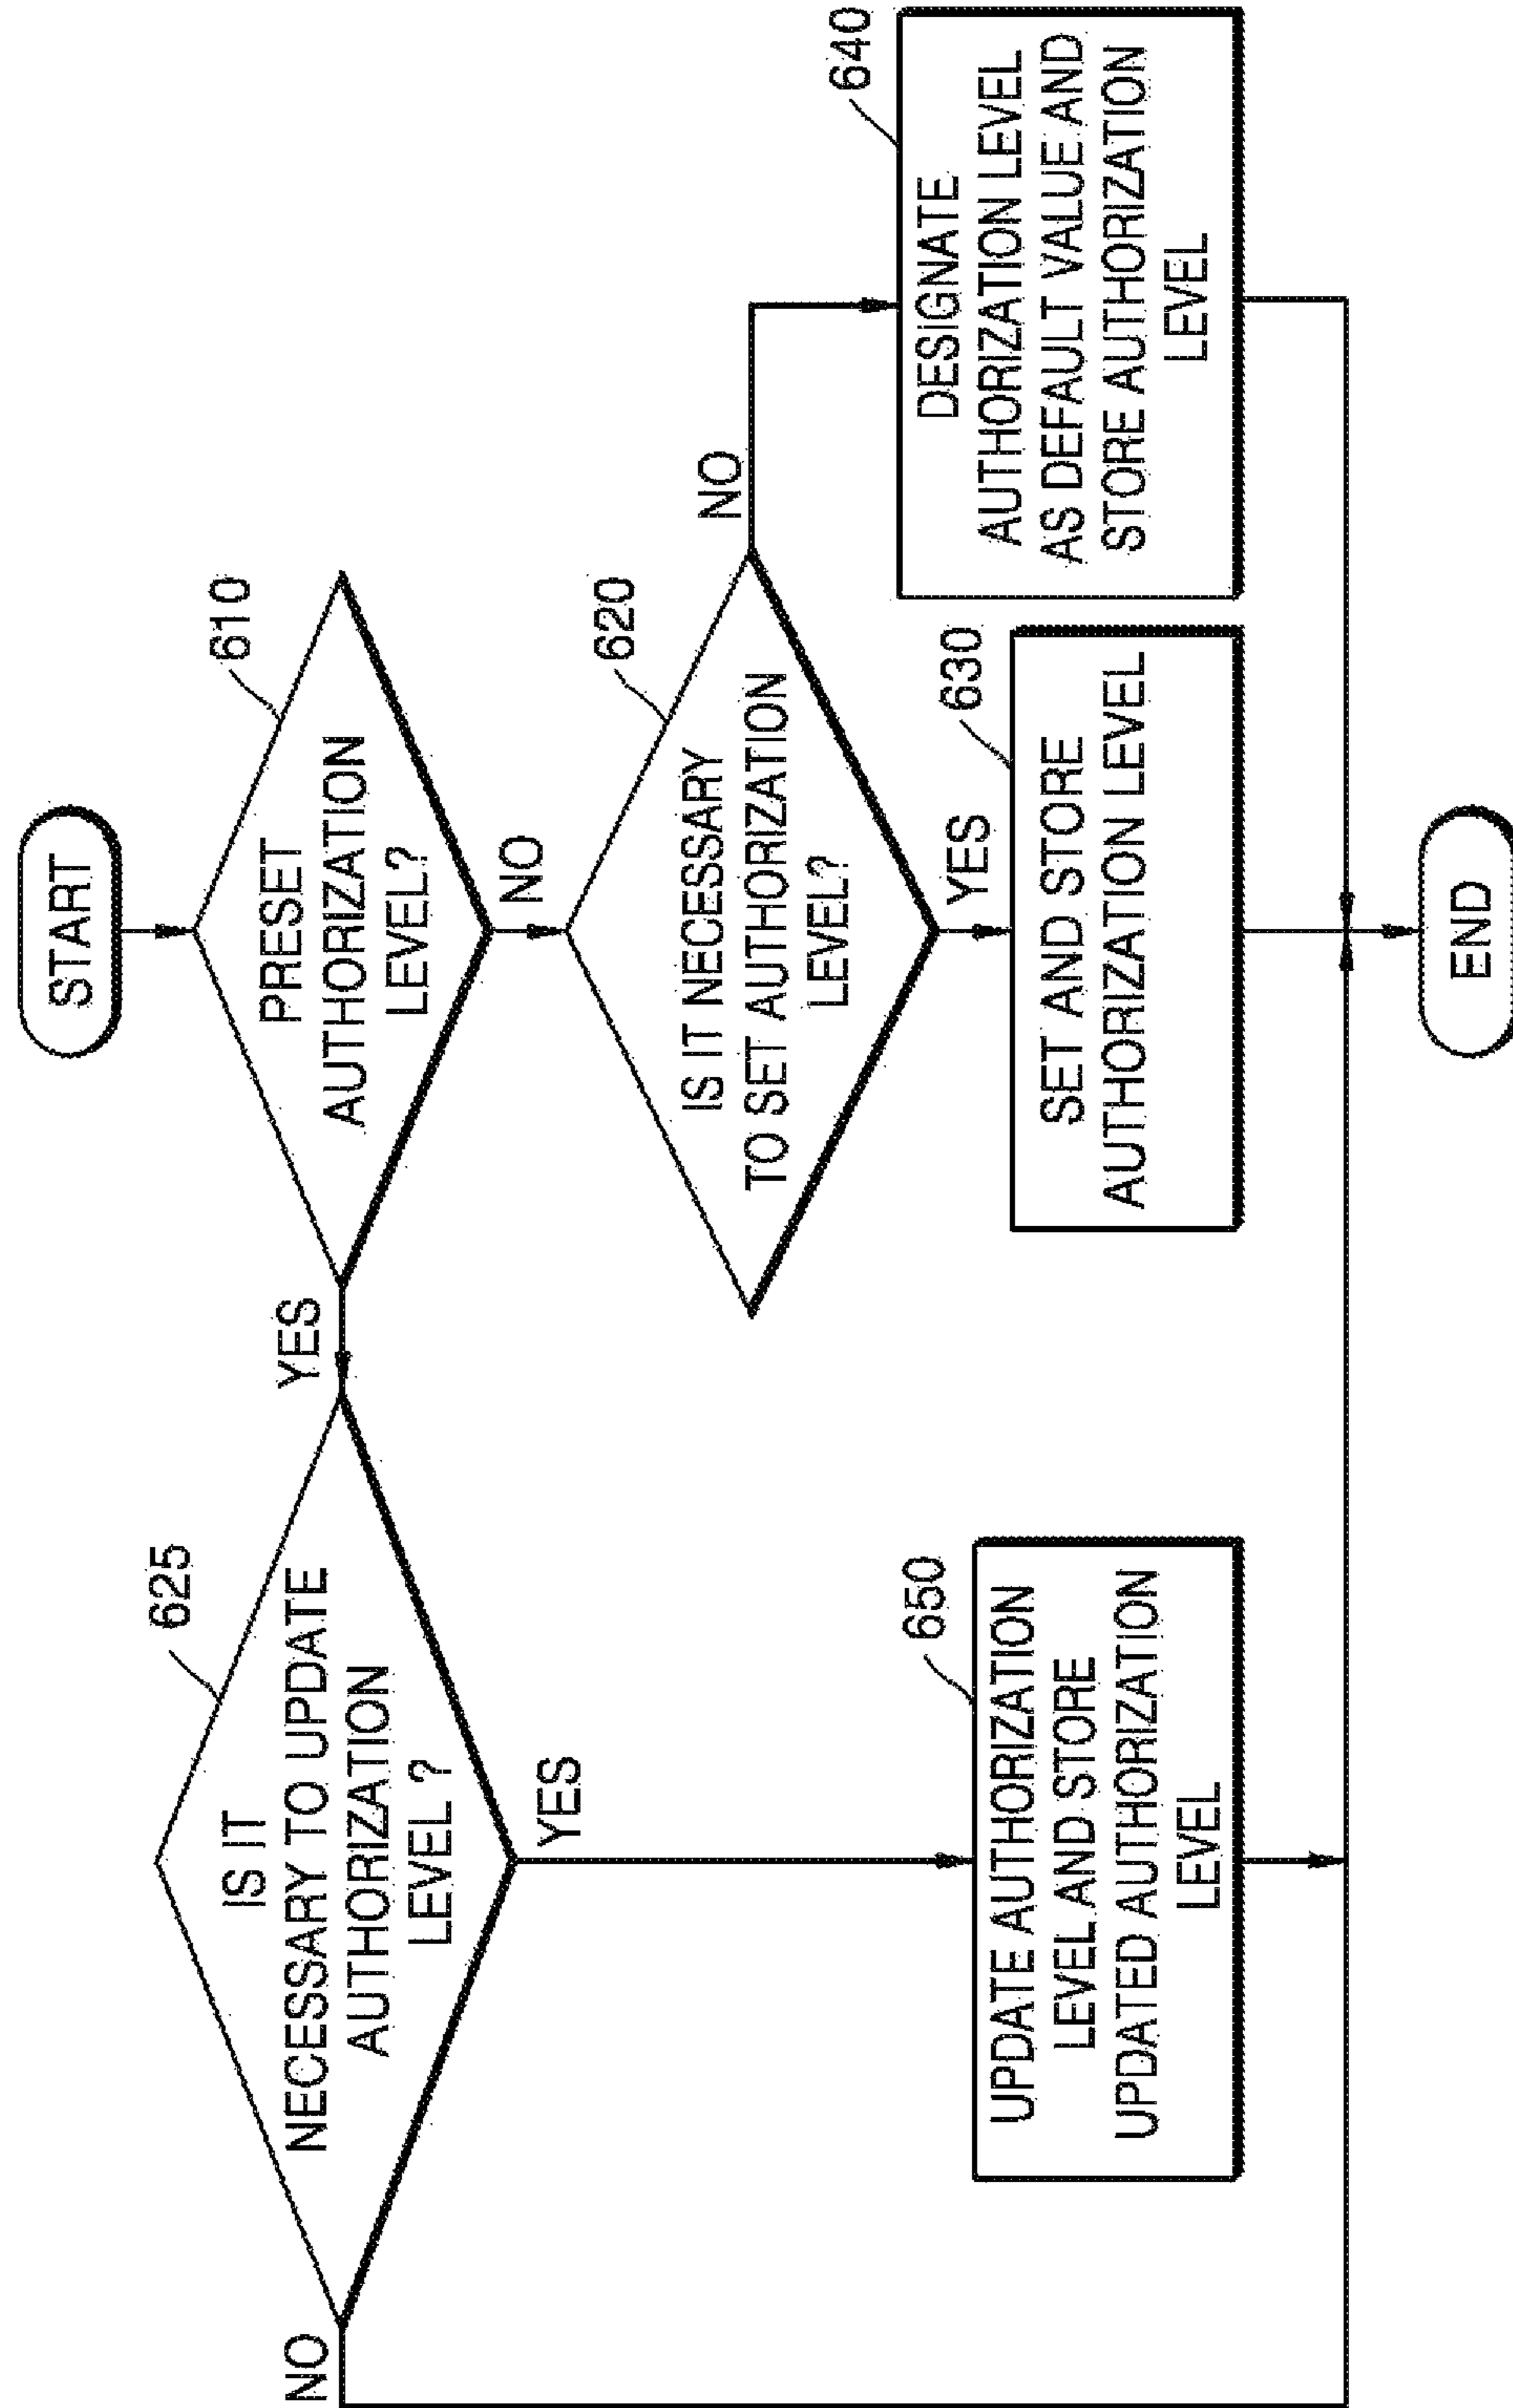 START
610
PRESET
AUTHORIZATION
LEVEL?
YES
NO
625
IS IT
NECESSARY TO UPDATE
AUTHORIZATION
LEVEL ?
NO
YES
620
IS IT NECESSARY
TO SET AUTHORIZATION
LEVEL?
NO
YES
650
UPDATE AUTHORIZATION
LEVEL AND STORE
UPDATED AUTHORIZATION
LEVEL
630
SET AND STORE
AUTHORIZATION LEVEL
640
DESIGNATE
AUTHORIZATION LEVEL
AS DEFAULT VALUE AND
STORE AUTHORIZATION
LEVEL
END